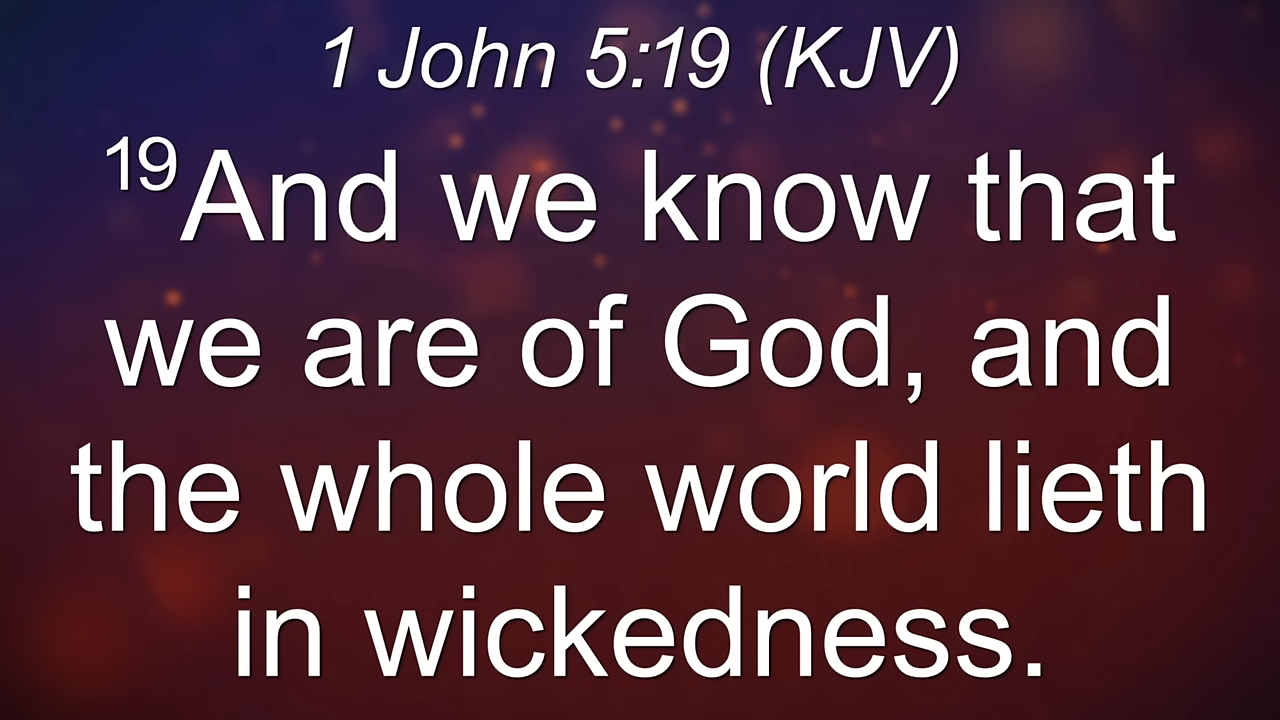 1 John 5:19 (KJV)
19And we know that
we are of God, and
the whole world lieth
in wickedness.